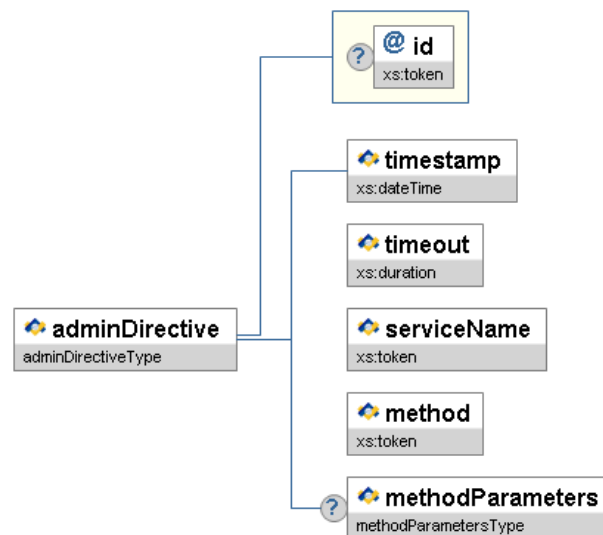 ? @ id
xs:token
timestamp
xs:dateTime
timeout
xs:duration
adminDirective
adminDirectiveType
serviceName
xs:token
method
xs:token
? methodParameters
methodParametersType